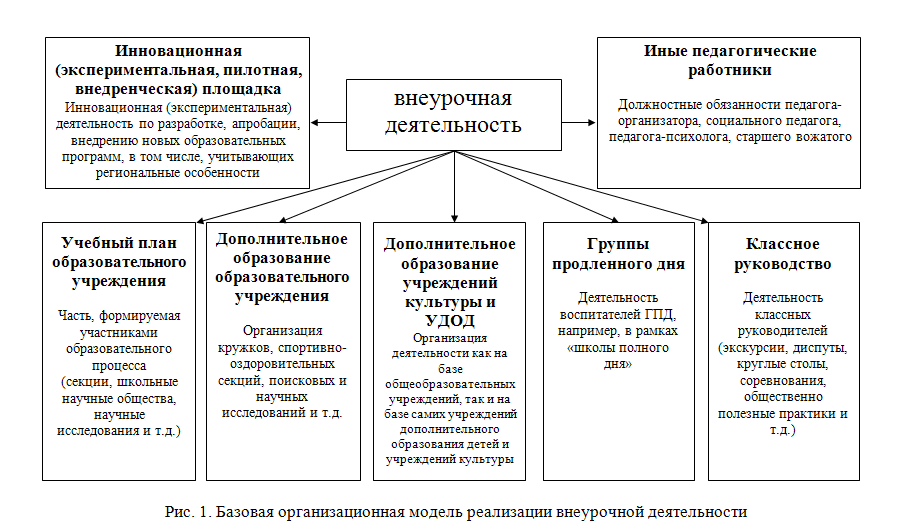 Инновационная
(экспериментальная, пилотная,
внедренческая) площадка
Инновационная (экспериментальная)
деятельность по разработке, апробации,
внедрению новых образовательных
программ, в том числе, учитывающих
региональные особенности
внеурочная
деятельность
Иные педагогические
работники
Должностные обязанности педагога-
организатора, социального педагога,
педагога-психолога, старшего вожатого
Учебный план
образовательного
учреждения
Часть, формируемая
участниками
образовательного
процесса
(секции, школьные
научные общества,
научные
исследования и т.д.)
Дополнительное
образование
образовательного
учреждения
Организация
кружков, спортивно-
оздоровительных
секций, поисковых и
научных
исследований и т.д.
Дополнительное
образование
учреждений
культуры и
УДОД
Организация
деятельности как на
базе
общеобразовательных
учреждений, так и на
базе самих учреждений
дополнительного
образования детей и
учреждений культуры
Группы
продленного дня
Деятельность
воспитателей ГПД,
например, в рамках
«школы полного
дня»
Классное
руководство
Деятельность
классных
руководителей
(экскурсии, диспуты,
круглые столы,
соревнования,
общественно
полезные практики и
т.д.)
Рис. 1. Базовая организационная модель реализации внеурочной деятельности